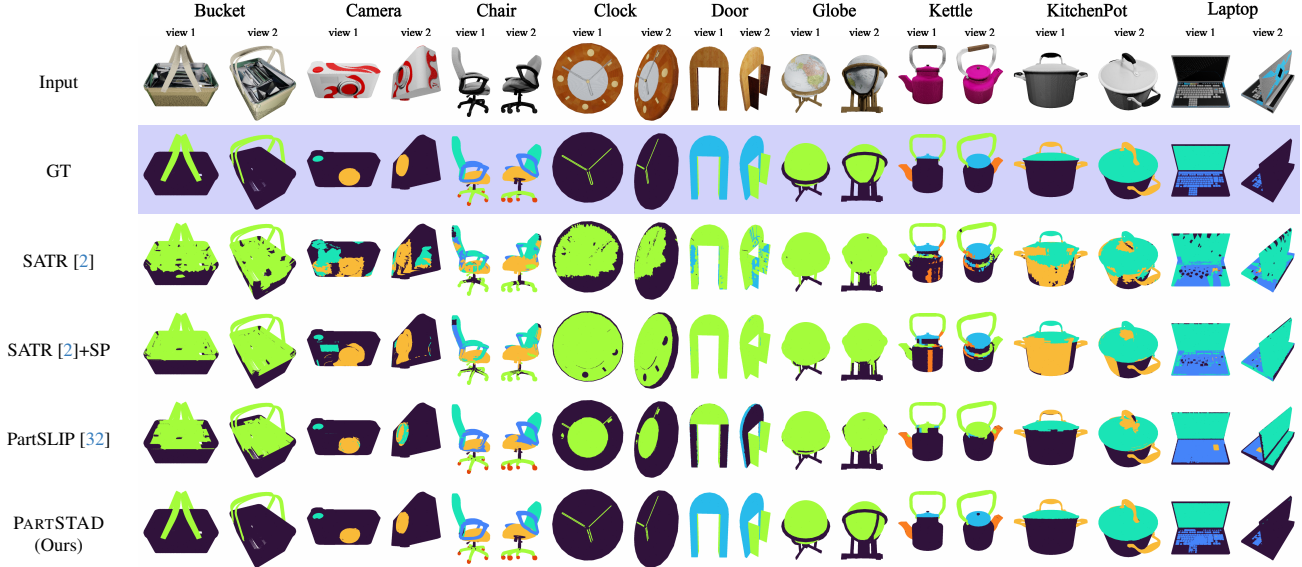 Bucket Camera Chair Clock Door Globe Kettle KitchenPot Laptop
view 1 view 2 view 1 view 2 view 1 view 2 view 1 view 2 view 1 view 2 view 1 view 2 view 1 view 2 view 1 view 2 view 1 view 2
Input
GT
SATR [2]
SATR [2]+SP
PartSLIP [32]
PARTSTAD
(Ours)